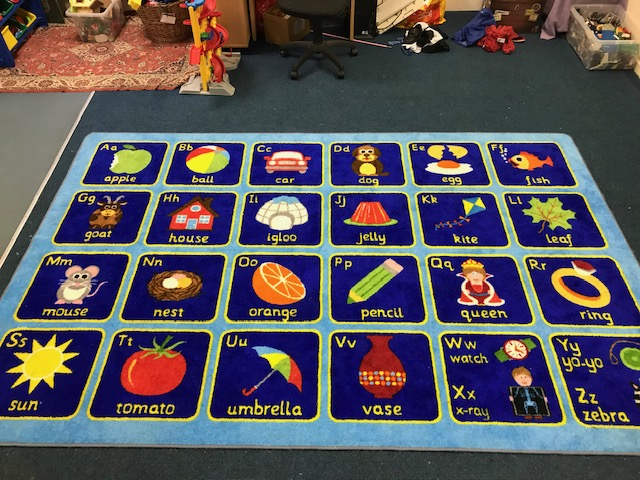 Aa Bb Cc Dd Ee Ff
apple ball car dog egg fish
Gg Hh Ii Jj Kk Ll
goat house igloo jelly kite leaf
Mm Nn Oo Pp Qq Rr
mouse nest orange pencil queen ring
Ss Tt Uu Vv Ww Yy
watch yo-yo
Xx Zz
sun tomato umbrella vase x-ray zebra